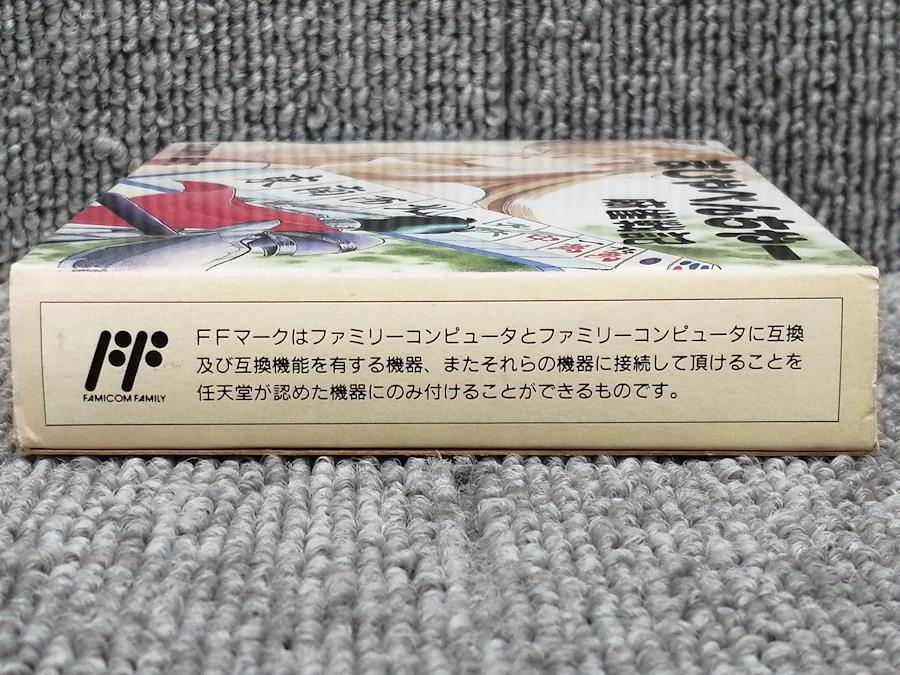 FFマークはファミリーコンピュータとファミリーコンピュータに互換
及び互換機能を有する機器、またそれらの機器に接続して頂けることを
任天堂が認めた機器にのみ付けることができるものです。
FAMICOM FAMILY